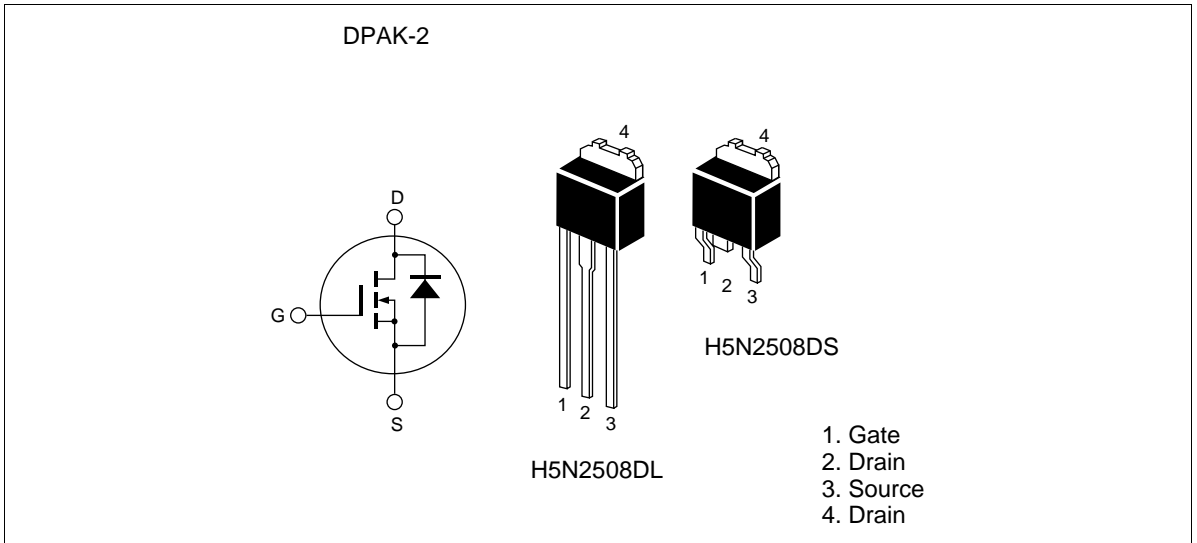 DPAK-2
4
4
D
G
S
1 2 3
H5N2508DS
1 2 3
H5N2508DL
1. Gate
2. Drain
3. Source
4. Drain